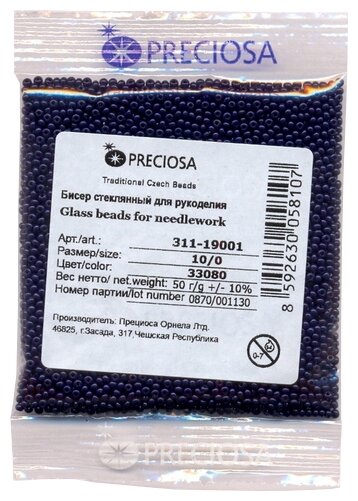 PRECIOSA
PRECIOSA
Traditional Czech Beads
Бисер стеклянный для рукоделия
Glass beads for needlework
Арт./art.: 311-19001
Размер/size: 10/0
Цвет/color: 33080
Вес нетто/ net.weight: 50 г/g +/- 10%
Номер партии/lot number 0870/001130
Производитель: Прециоса Орнела Лтд.
46825, г.Засада, 317,Чешская Республика
8 592630 058107
0-7
PRECIOSA